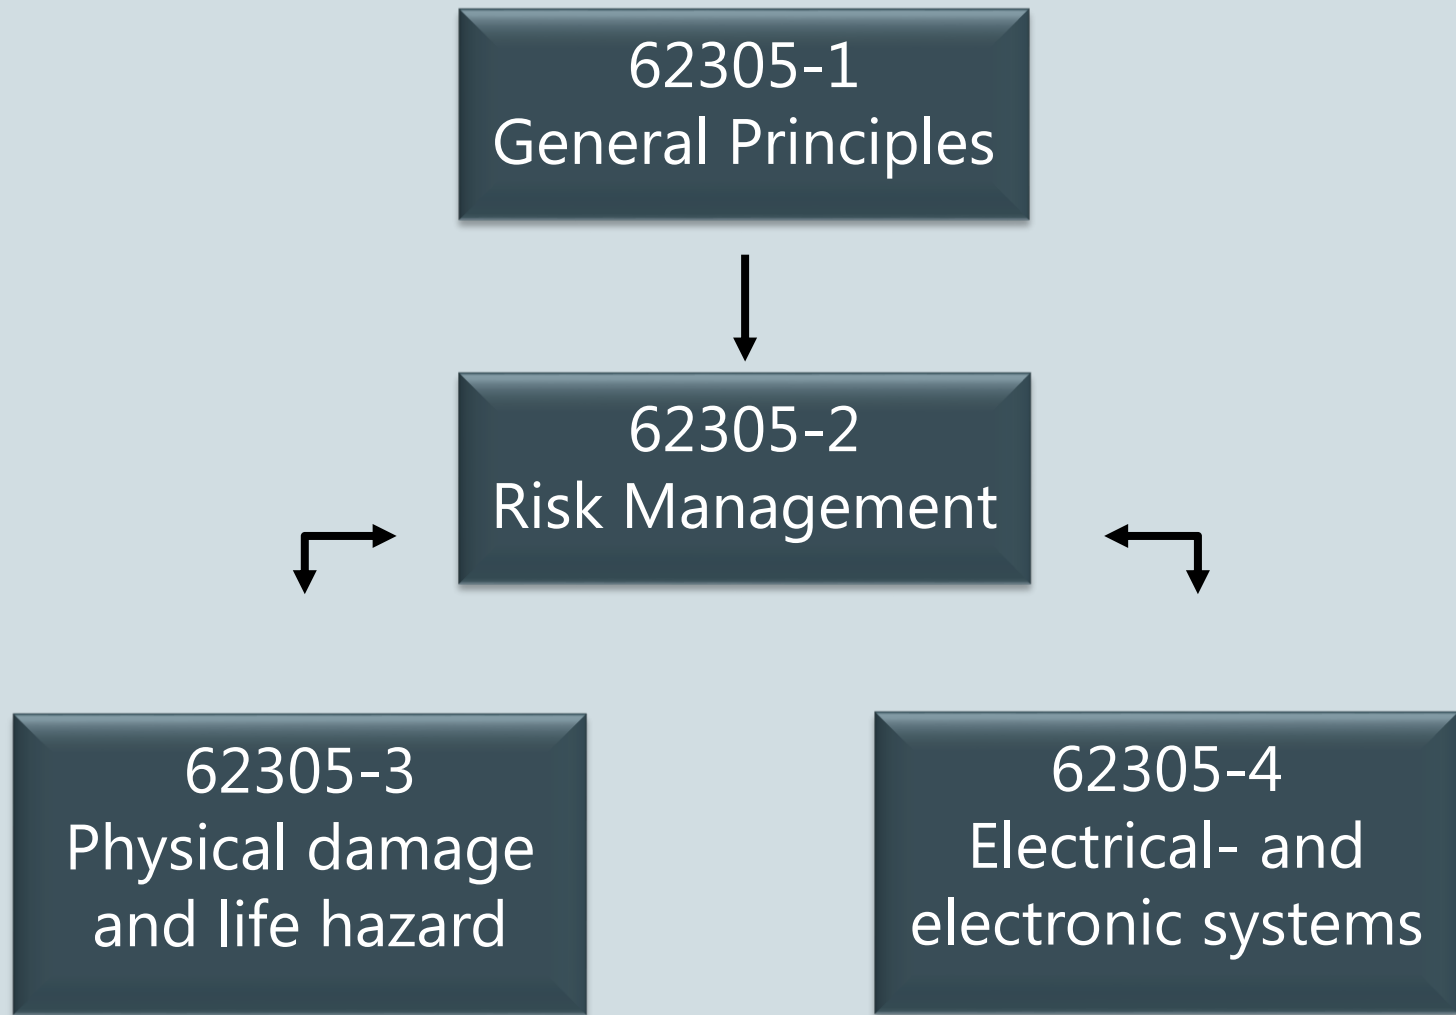 62305-1
General Principles
62305-2
Risk Management
62305-3
Physical damage
and life hazard
62305-4
Electrical- and
electronic systems